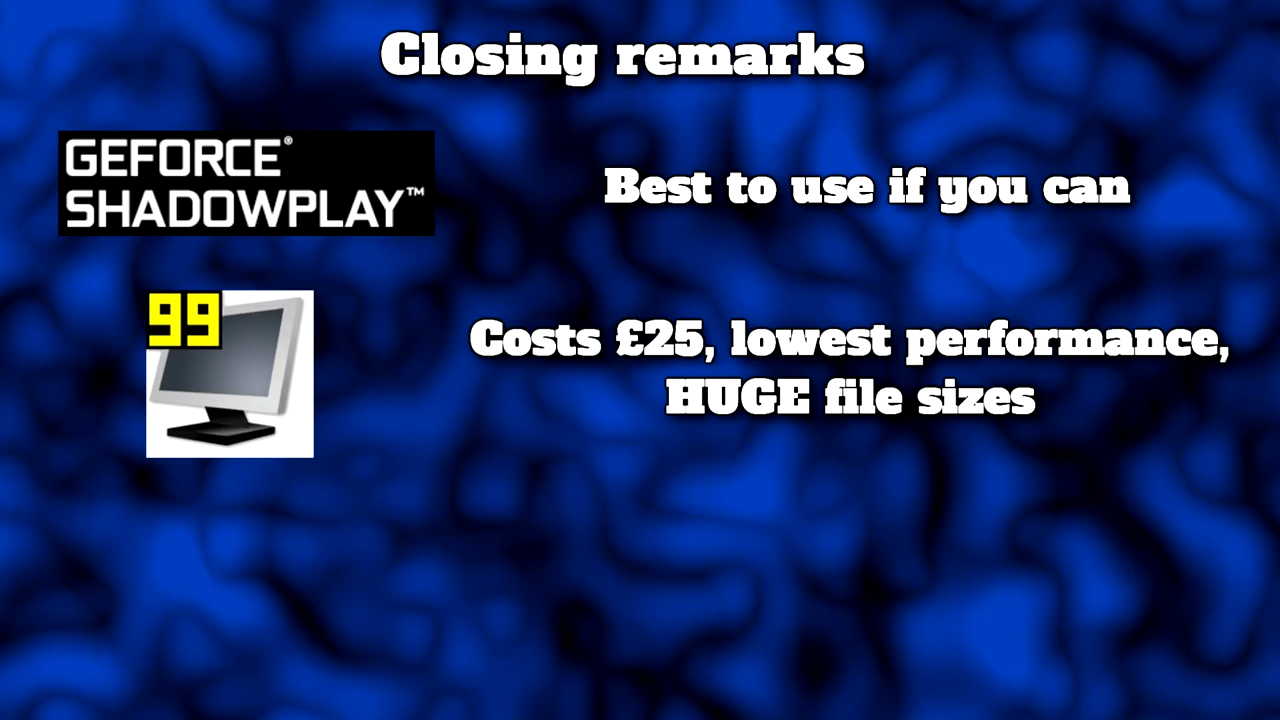 Closing remarks
GEFORCE®
SHADOWPLAY™
Best to use if you can
99
Costs £25, lowest performance,
HUGE file sizes